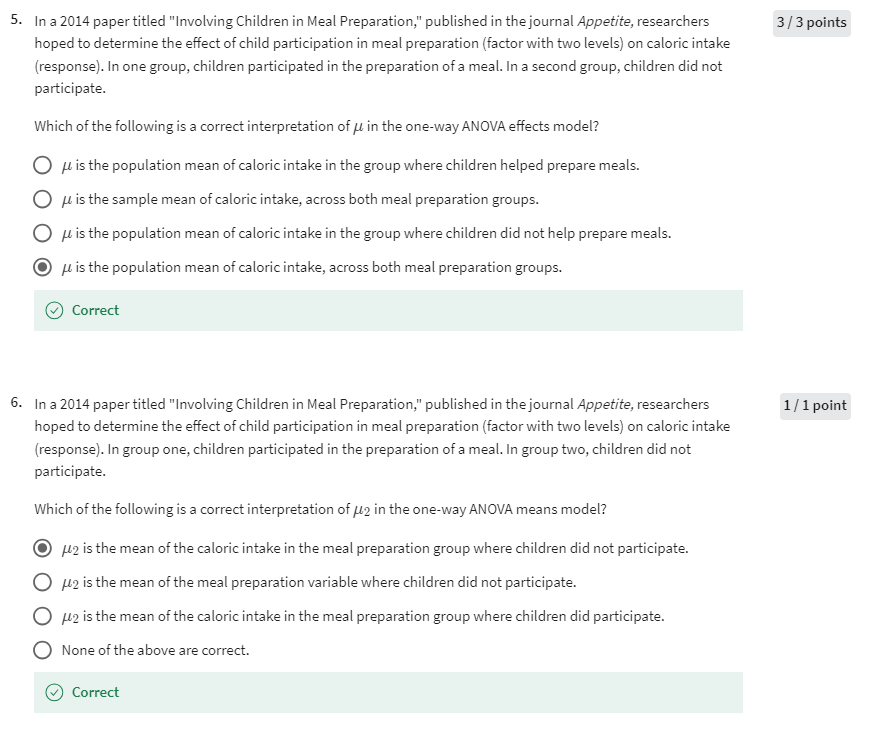 5. In a 2014 paper titled "Involving Children in Meal Preparation," published in the journal Appetite, researchers
3 / 3 points
hoped to determine the effect of child participation in meal preparation (factor with two levels) on caloric intake
(response). In one group, children participated in the preparation of a meal. In a second group, children did not
participate.
Which of the following is a correct interpretation of μ in the one-way ANOVA effects model?
μ is the population mean of caloric intake in the group where children helped prepare meals.
μ is the sample mean of caloric intake, across both meal preparation groups.
μ is the population mean of caloric intake in the group where children did not help prepare meals.
μ is the population mean of caloric intake, across both meal preparation groups.
Correct
6. In a 2014 paper titled "Involving Children in Meal Preparation," published in the journal Appetite, researchers
1 / 1 point
hoped to determine the effect of child participation in meal preparation (factor with two levels) on caloric intake
(response). In group one, children participated in the preparation of a meal. In group two, children did not
participate.
Which of the following is a correct interpretation of μ2 in the one-way ANOVA means model?
μ2 is the mean of the caloric intake in the meal preparation group where children did not participate.
μ2 is the mean of the meal preparation variable where children did not participate.
μ2 is the mean of the caloric intake in the meal preparation group where children did participate.
None of the above are correct.
Correct